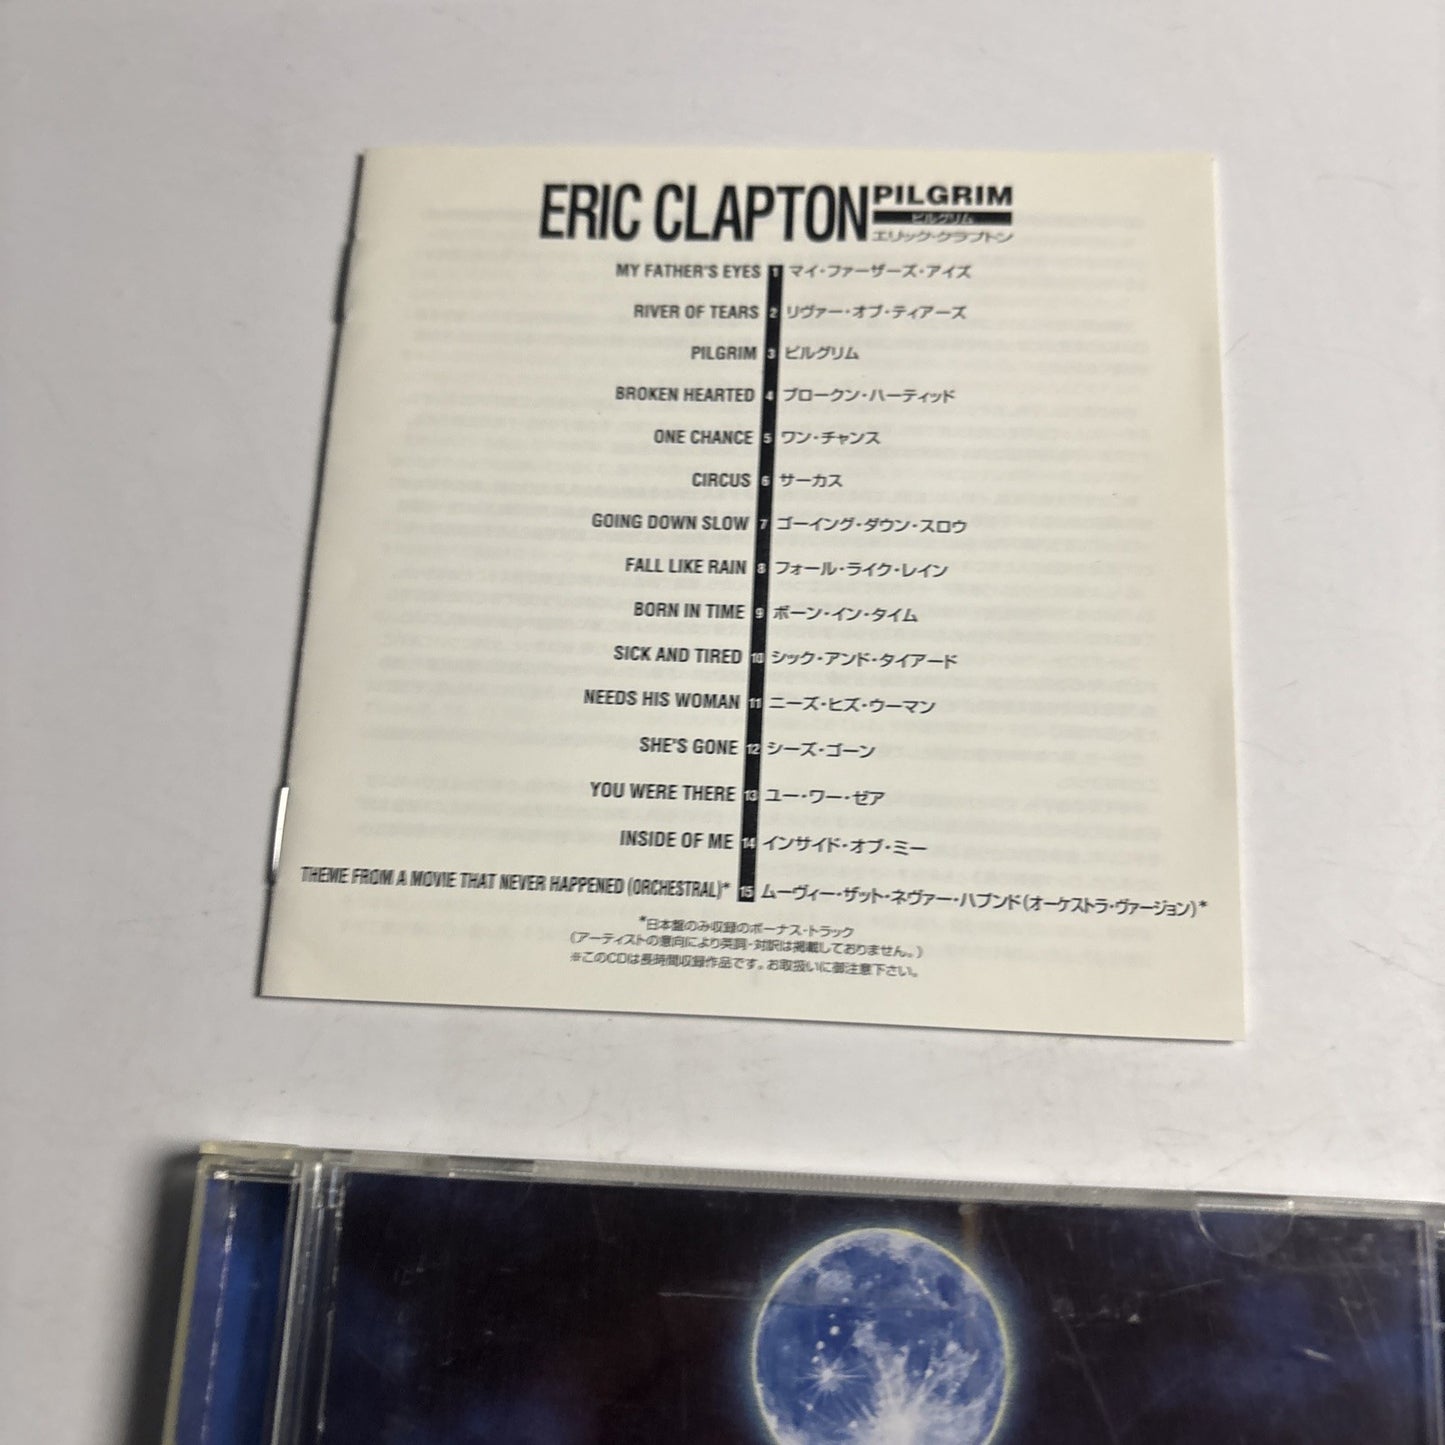 ERIC CLAPTON PILGRIM
ピルグリム
エリック・クラプトン
MY FATHER'S EYES 1 マイ・ファーザーズ・アイズ
RIVER OF TEARS 2 リヴァー・オブ・ティアーズ
PILGRIM 3 ピルグリム
BROKEN HEARTED 4 ブロークン・ハーティッド
ONE CHANCE 5 ワン・チャンス
CIRCUS 6 サーカス
GOING DOWN SLOW 7 ゴーイング・ダウン・スロウ
FALL LIKE RAIN 8 フォール・ライク・レイン
BORN IN TIME 9 ボーン・イン・タイム
SICK AND TIRED 10 シック・アンド・タイアード
NEEDS HIS WOMAN 11 ニーズ・ヒズ・ウーマン
SHE'S GONE 12 シーズ・ゴーン
YOU WERE THERE 13 ユー・ワー・ゼア
INSIDE OF ME 14 インサイド・オブ・ミー
THEME FROM A MOVIE THAT NEVER HAPPENED (ORCHESTRAL)* 15 ムーヴィー・ザット・ネヴァー・ハプンド(オーケストラ・ヴァージョン)*
*日本盤のみ収録のボーナス・トラック
(アーティストの意向により英詞・対訳は掲載しておりません。)
※このCDは長時間収録作品です。お取扱いに御注意下さい。